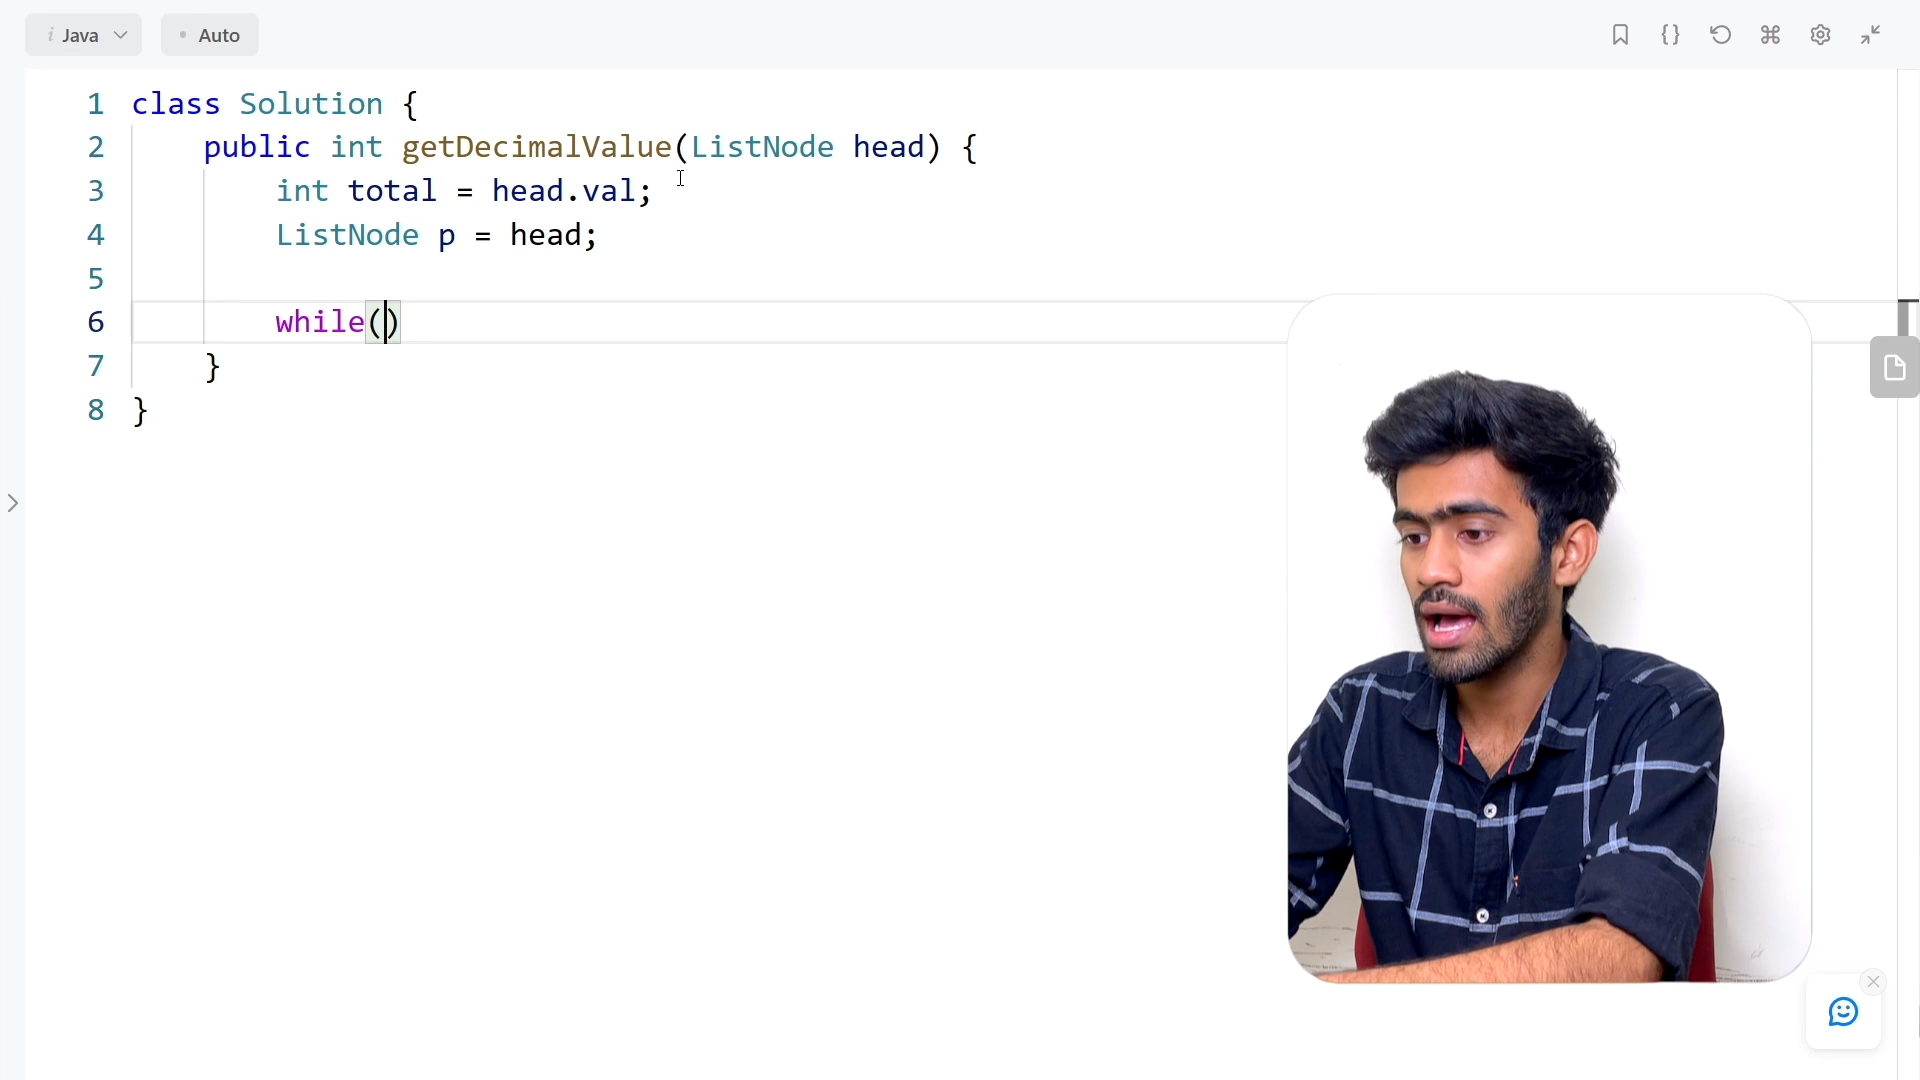 i Java
Auto
1 class Solution {
2     public int getDecimalValue(ListNode head) {
3         int total = head.val;
4         ListNode p = head;
5
6         while()
7     }
8 }